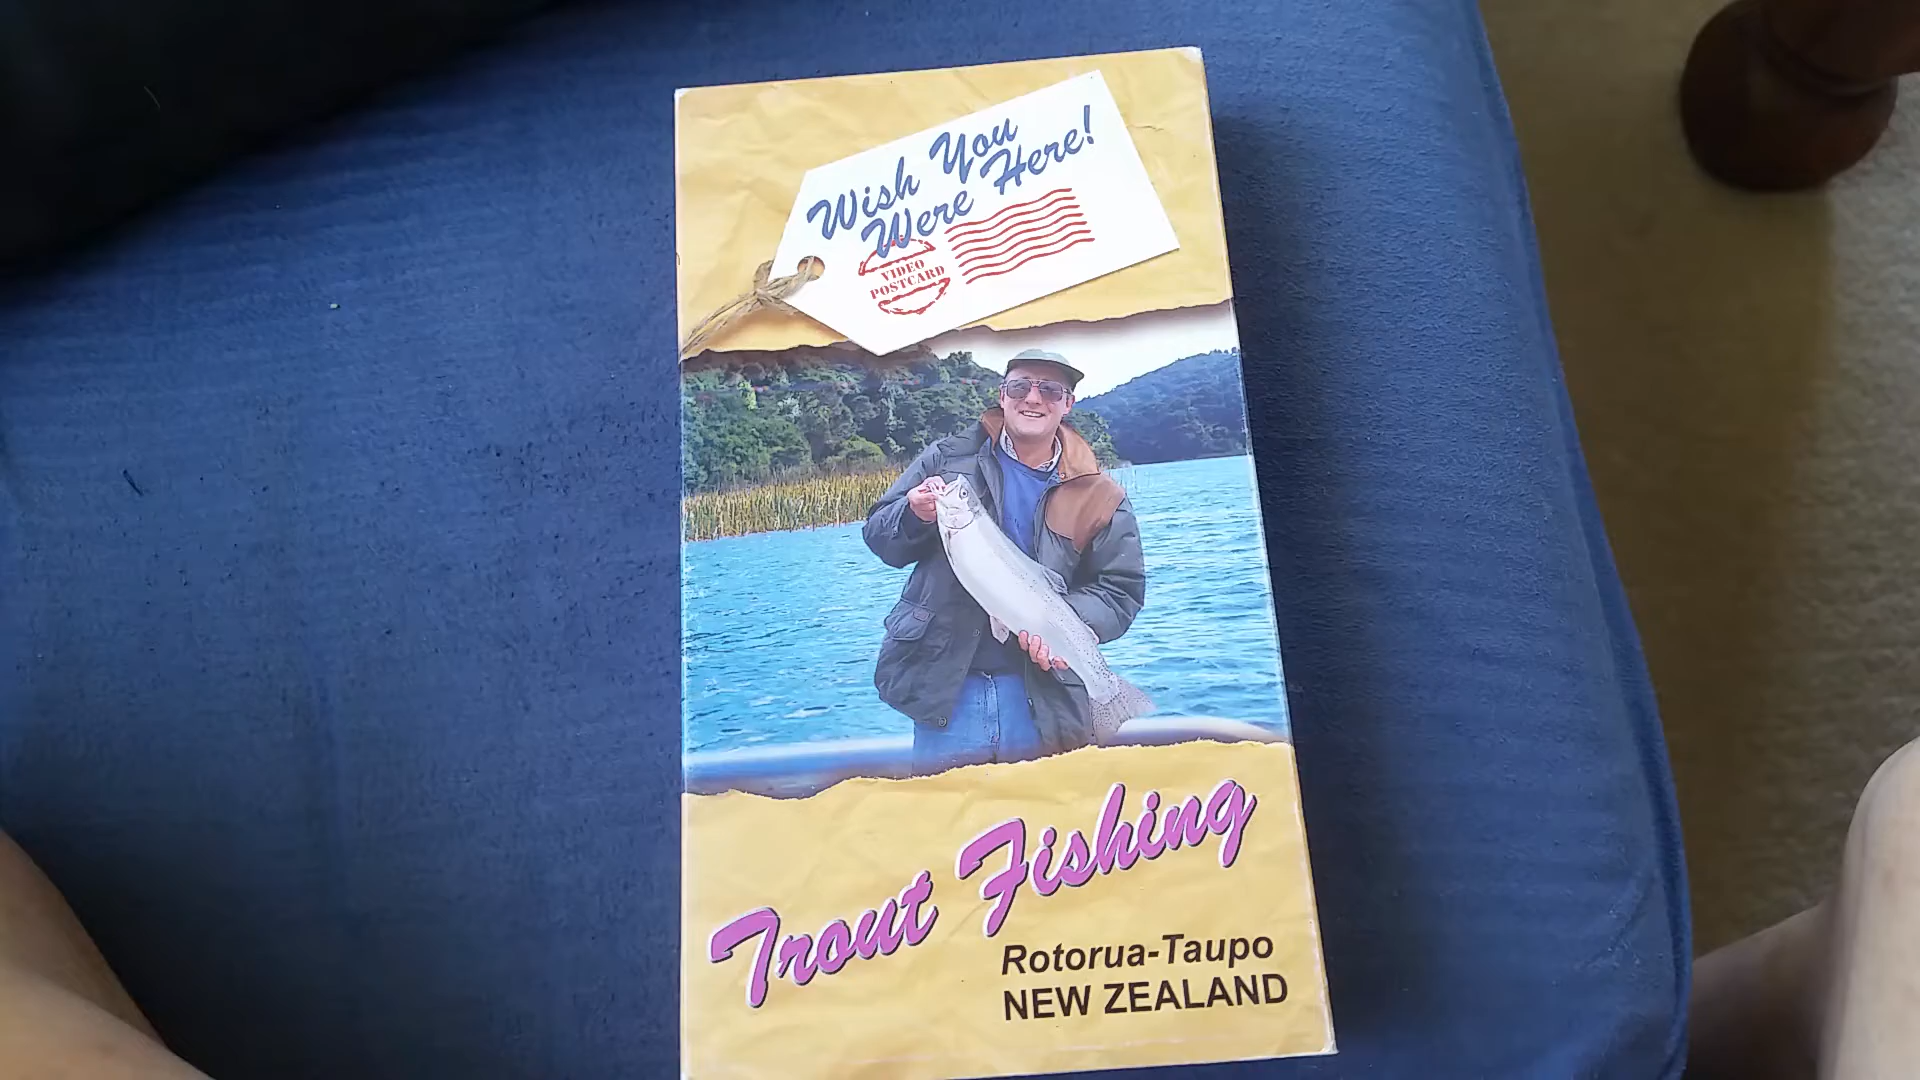 Wish You
Were Here!
VIDEO
POSTCARD
Trout Fishing
Rotorua-Taupo
NEW ZEALAND